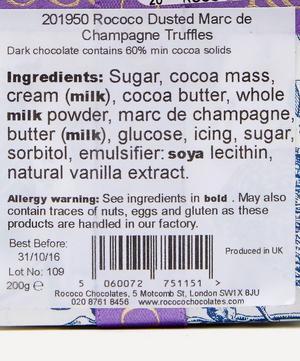 201950 Rococo Dusted Marc de
Champagne Truffles
Dark chocolate contains 60% min cocoa solids
Ingredients: Sugar, cocoa mass,
cream (milk), cocoa butter, whole
milk powder, marc de champagne,
butter (milk), glucose, icing, sugar,
sorbitol, emulsifier: soya lecithin,
natural vanilla extract.
Allergy warning: See ingredients in bold . May also
contain traces of nuts, eggs and gluten as these
products are handled in our factory.
Best Before:
31/10/16
Lot No: 109
200g e
Produced in UK
5 060072 751151 >
Rococo Chocolates, 5 Motcomb St, London SW1X 8JU
020 8761 8456 www.rococochocolates.com